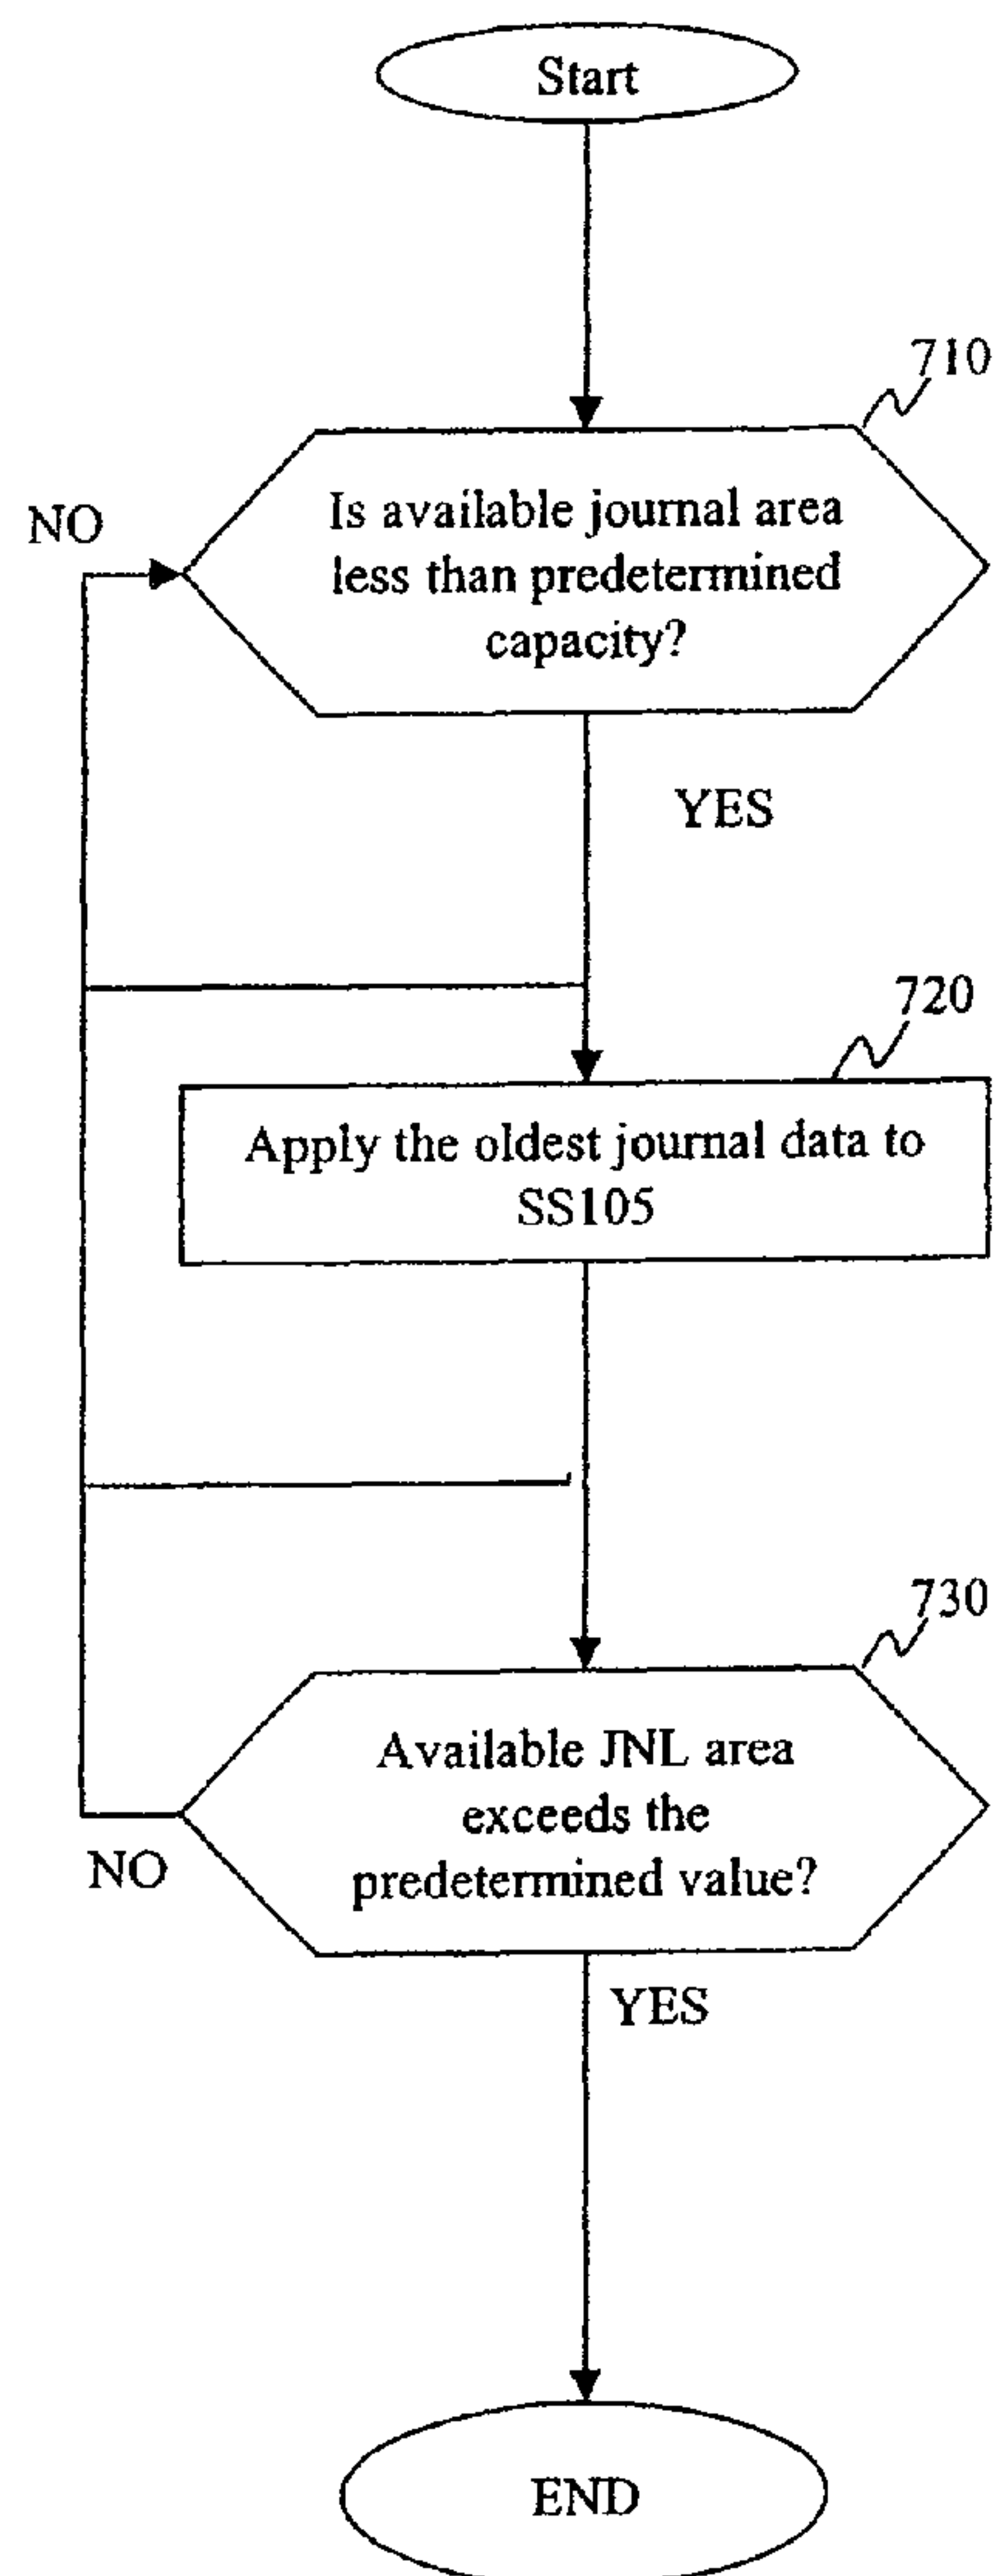 Start
710
NO
Is available journal area
less than predetermined
capacity?
YES
720
Apply the oldest journal data to
SS105
730
Available JNL area
exceeds the
predetermined value?
NO
YES
END